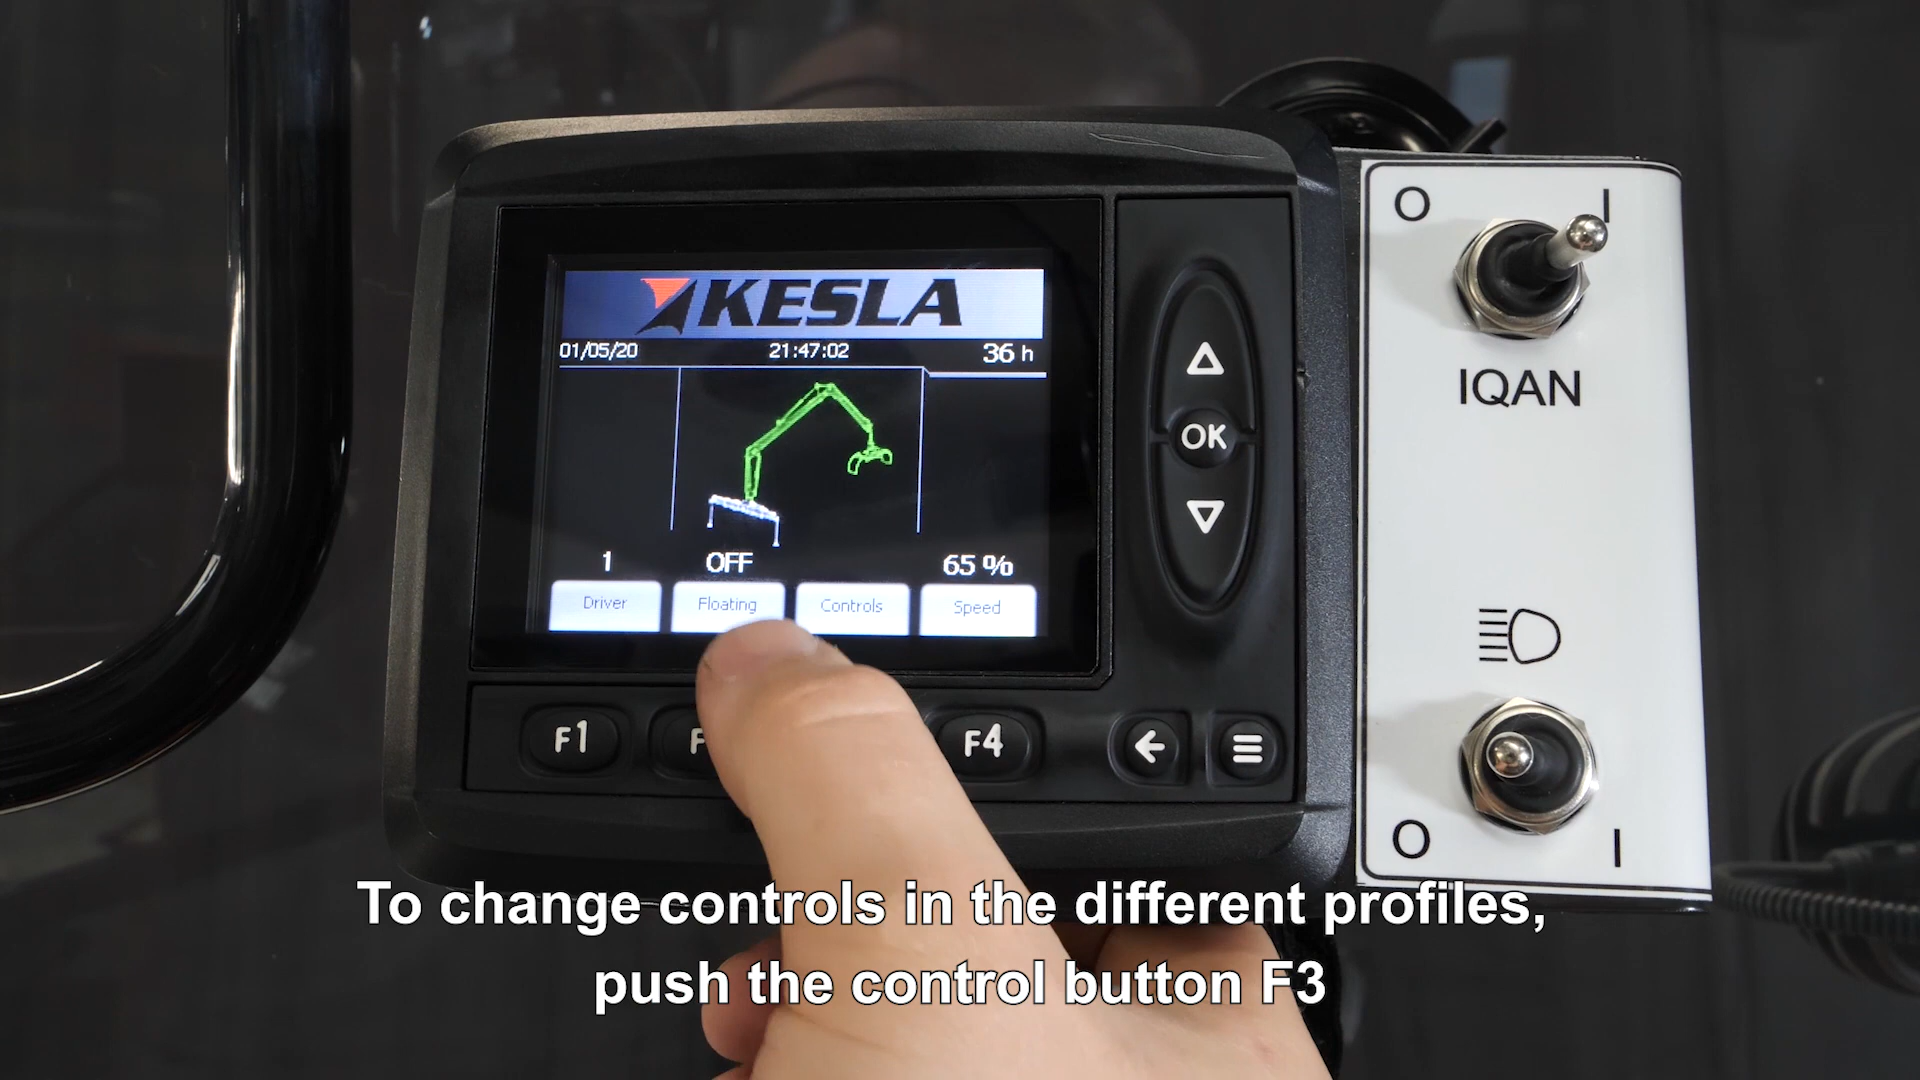 KESLA
01/05/20 21:47:02 36 h
1 OFF 65 %
Driver Floating Controls Speed
OK
F1 F F4
O I
IQAN
O I
To change controls in the different profiles,
push the control button F3